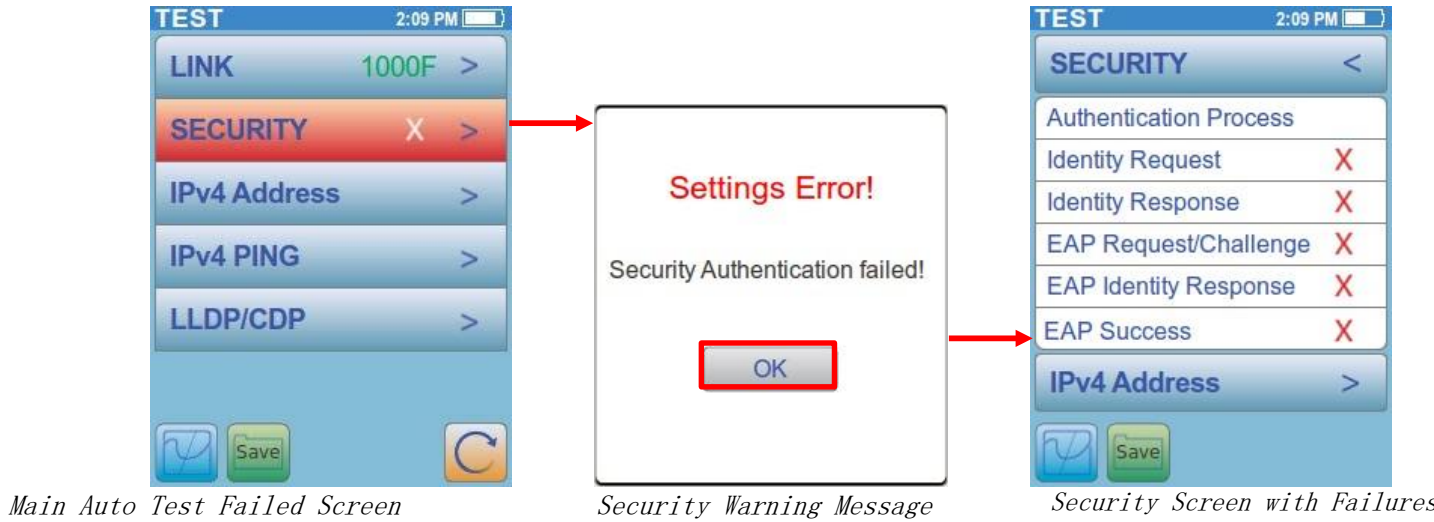 TEST 2:09 PM
LINK 1000F >
SECURITY X >
IPv4 Address >
IPv4 PING >
LLDP/CDP >
Save
Main Auto Test Failed Screen
Settings Error!
Security Authentication failed!
OK
Security Warning Message
TEST 2:09 PM
SECURITY <
Authentication Process
Identity Request X
Identity Response X
EAP Request/Challenge X
EAP Identity Response X
EAP Success X
IPv4 Address >
Save
Security Screen with Failures